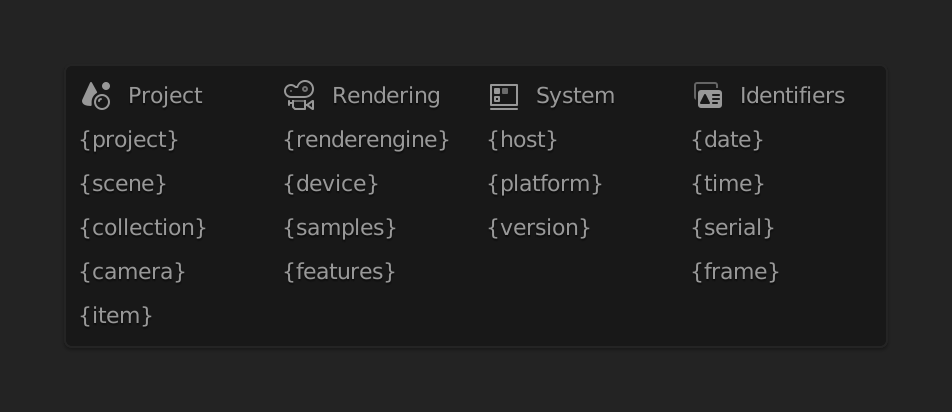 Project Rendering System Identifiers
{project} {renderengine} {host} {date}
{scene} {device} {platform} {time}
{collection} {samples} {version} {serial}
{camera} {features} {frame}
{item}